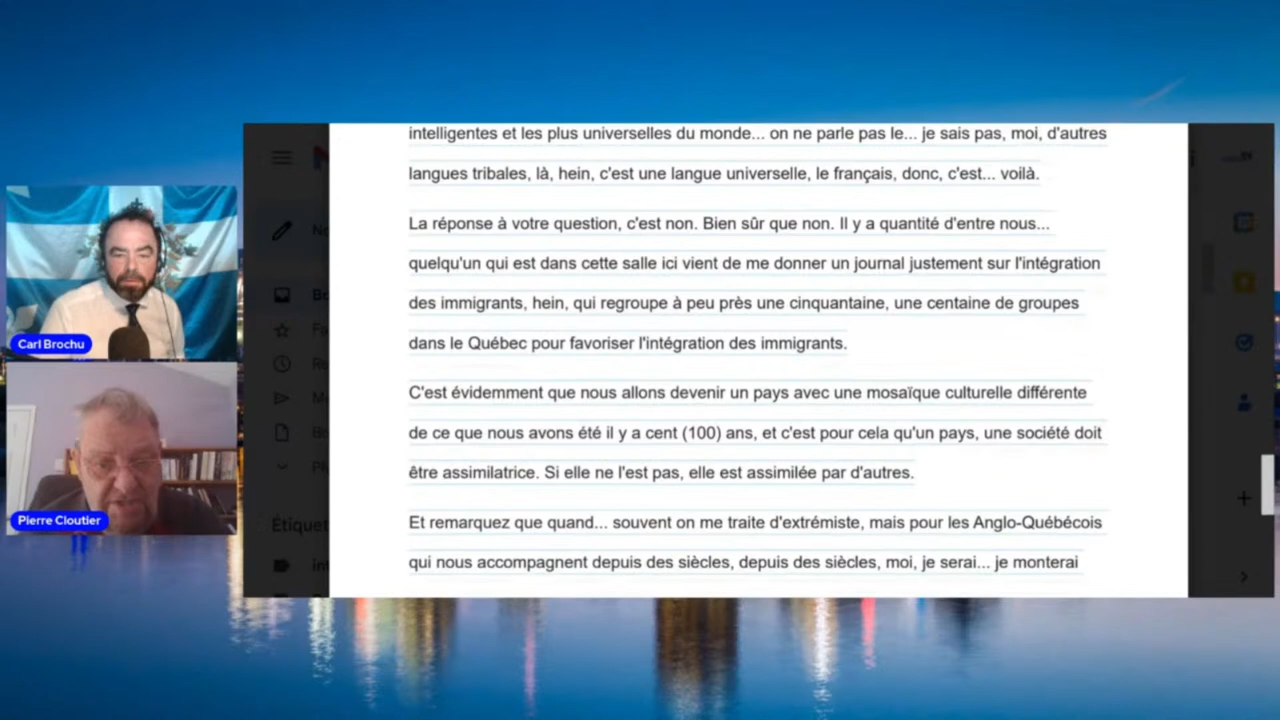 intelligentes et les plus universelles du monde... on ne parle pas le... je sais pas, moi, d'autres
langues tribales, là, hein, c'est une langue universelle, le français, donc, c'est... voilà.
La réponse à votre question, c'est non. Bien sûr que non. Il y a quantité d'entre nous...
quelqu'un qui est dans cette salle ici vient de me donner un journal justement sur l'intégration
des immigrants, hein, qui regroupe à peu près une cinquantaine, une centaine de groupes
dans le Québec pour favoriser l'intégration des immigrants.
C'est évidemment que nous allons devenir un pays avec une mosaïque culturelle différente
de ce que nous avons été il y a cent (100) ans, et c'est pour cela qu'un pays, une société doit
être assimilatrice. Si elle ne l'est pas, elle est assimilée par d'autres.
Et remarquez que quand... souvent on me traite d'extrémiste, mais pour les Anglo-Québécois
qui nous accompagnent depuis des siècles, depuis des siècles, moi, je serai... je monterai
Carl Brochu
Pierre Cloutier
Étiquet